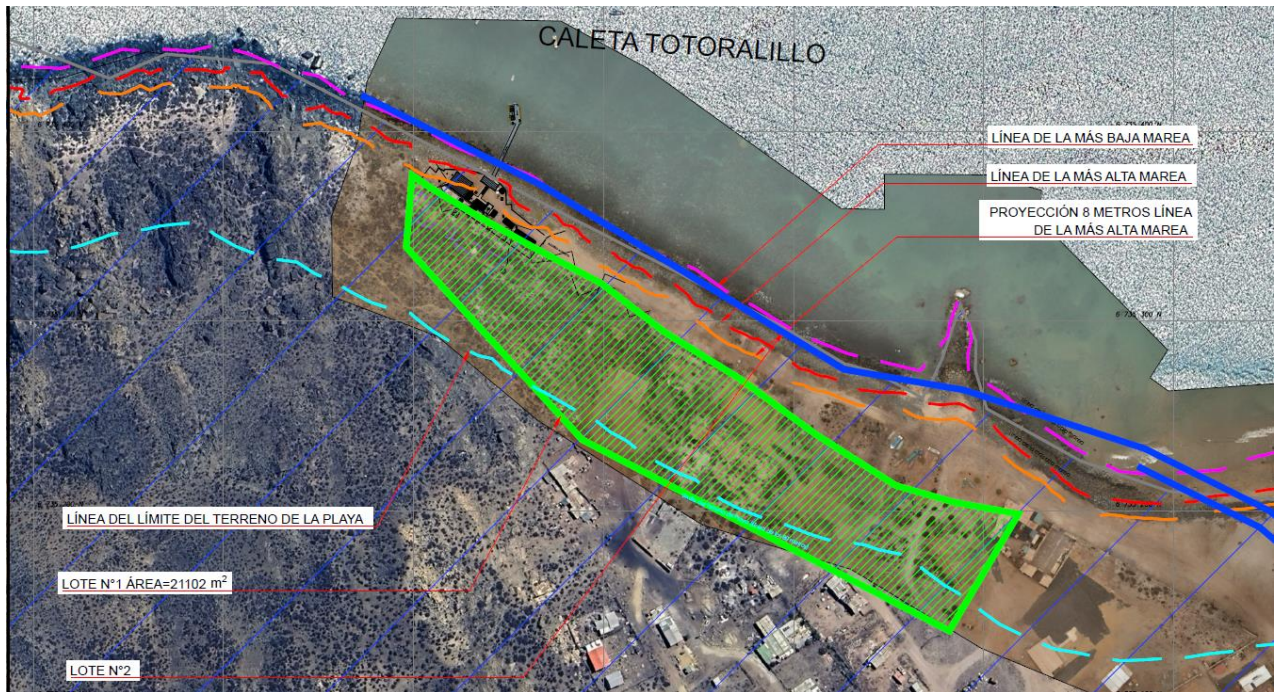 CALETA TOTORALILLO
LÍNEA DE LA MÁS BAJA MAREA
LÍNEA DE LA MÁS ALTA MAREA
PROYECCIÓN 8 METROS LÍNEA
DE LA MÁS ALTA MAREA
LÍNEA DEL LÍMITE DEL TERRENO DE LA PLAYA
LOTE N°1 ÁREA=21102 m²
LOTE N°2